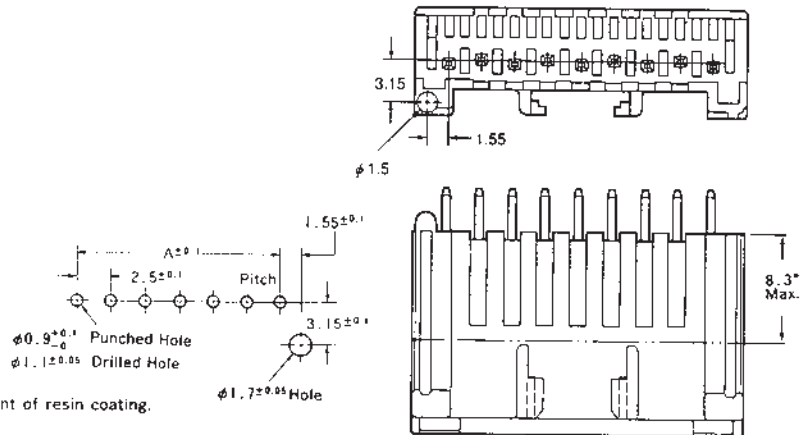 3.15
1.55
φ1.5
1.55±0.1
A±0.1
2.5±0.1 Pitch
8.3*
Max.
3.15±0.1
φ0.9+0.1-0 Punched Hole
φ1.1±0.05 Drilled Hole
φ1.7±0.05 Hole
nt of resin coating.